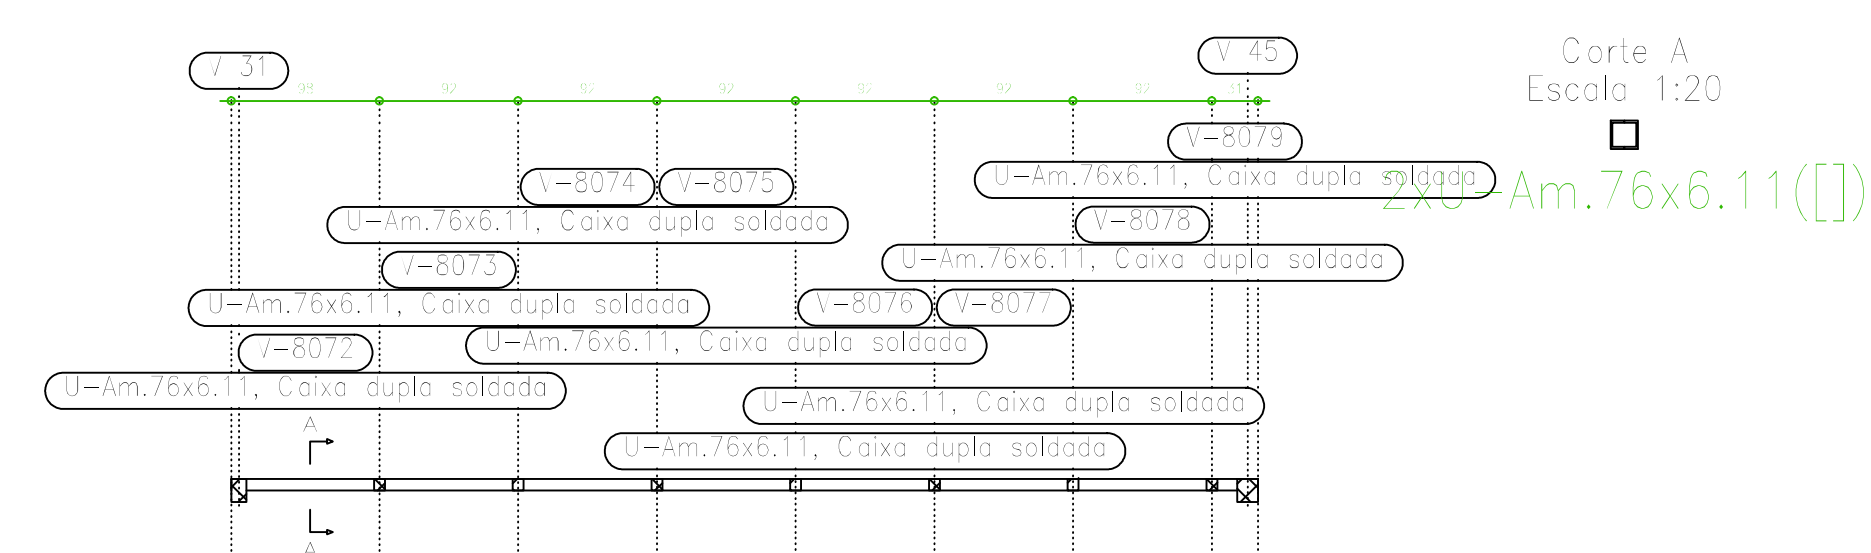 V 31
V 45
Corte A
Escala 1:20
98 92 92 92 92 92 92 31
V-8079
U-Am.76x6.11, Caixa dupla soldada
2xU-Am.76x6.11([])
V-8074
V-8075
U-Am.76x6.11, Caixa dupla soldada
V-8078
U-Am.76x6.11, Caixa dupla soldada
V-8073
U-Am.76x6.11, Caixa dupla soldada
V-8076
V-8077
U-Am.76x6.11, Caixa dupla soldada
V-8072
U-Am.76x6.11, Caixa dupla soldada
U-Am.76x6.11, Caixa dupla soldada
A
U-Am.76x6.11, Caixa dupla soldada
A